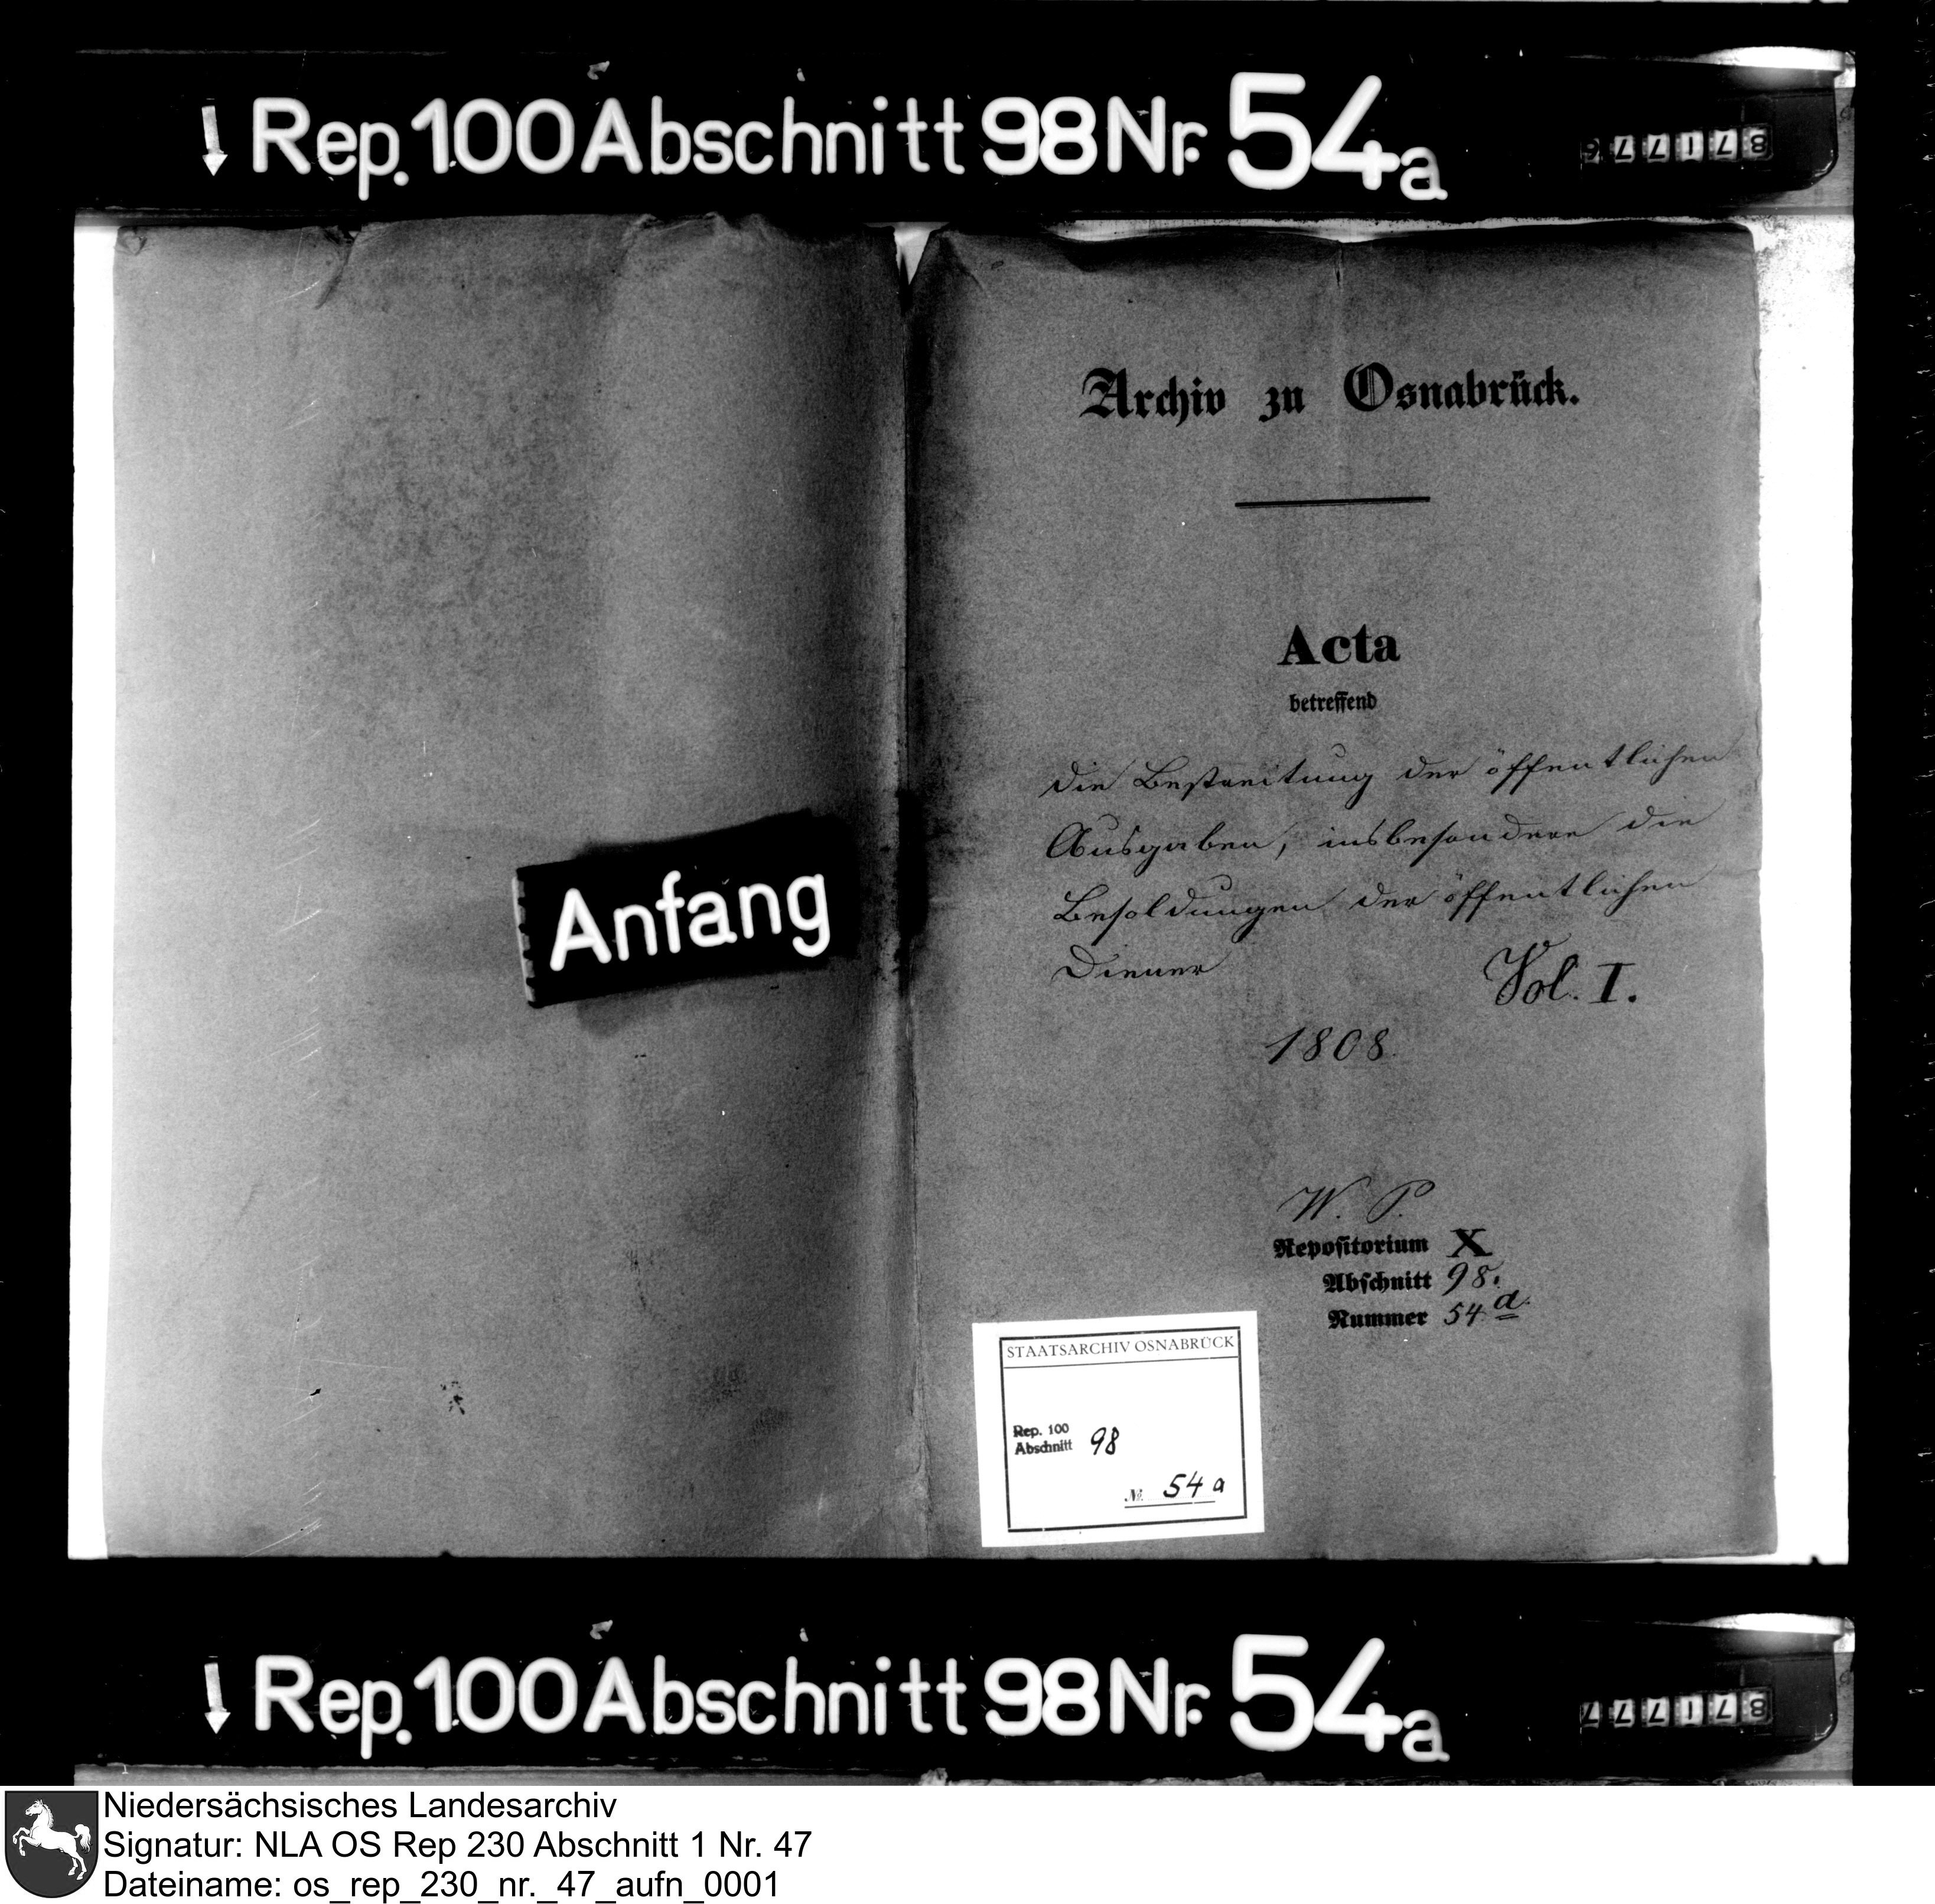 Rep. 100 Abschnitt 98 Nr. 54a
Archiv zu Osnabrück.
Acta
betreffend
die Bestreitung der öffentlichen
Ausgaben, insbesondere die
Besoldungen der öffentlichen
Diener
Vol. I.
1808.
Anfang
W. P.
Repositorium X
Abschnitt 98.
Nummer 54 a.
STAATSARCHIV OSNABRÜCK
Rep. 100
Abschnitt 98
№ 54 a
Rep. 100 Abschnitt 98 Nr. 54a
Niedersächsisches Landesarchiv
Signatur: NLA OS Rep 230 Abschnitt 1 Nr. 47
Dateiname: os_rep_230_nr._47_aufn_0001